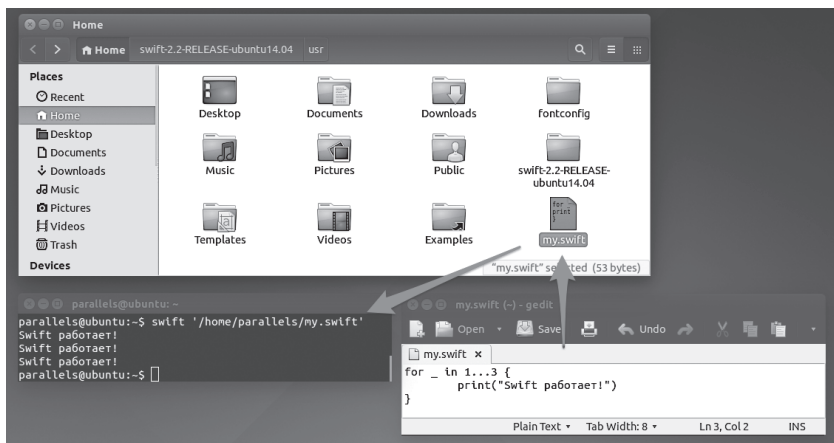 Home
Home swift-2.2-RELEASE-ubuntu14.04 usr
Places
Recent
Home
Desktop
Documents
Downloads
Music
Pictures
Videos
Trash
Devices
Desktop Documents Downloads fontconfig
Music Pictures Public swift-2.2-RELEASE-
ubuntu14.04
for _
print
}
Templates Videos Examples my.swift
"my.swift" selected (53 bytes)
parallels@ubuntu: ~
parallels@ubuntu:~$ swift '/home/parallels/my.swift'
Swift работает!
Swift работает!
Swift работает!
parallels@ubuntu:~$
my.swift (~) - gedit
Open Save Undo
my.swift ×
for _ in 1...3 {
print("Swift работает!")
}
Plain Text Tab Width: 8 Ln 3, Col 2 INS